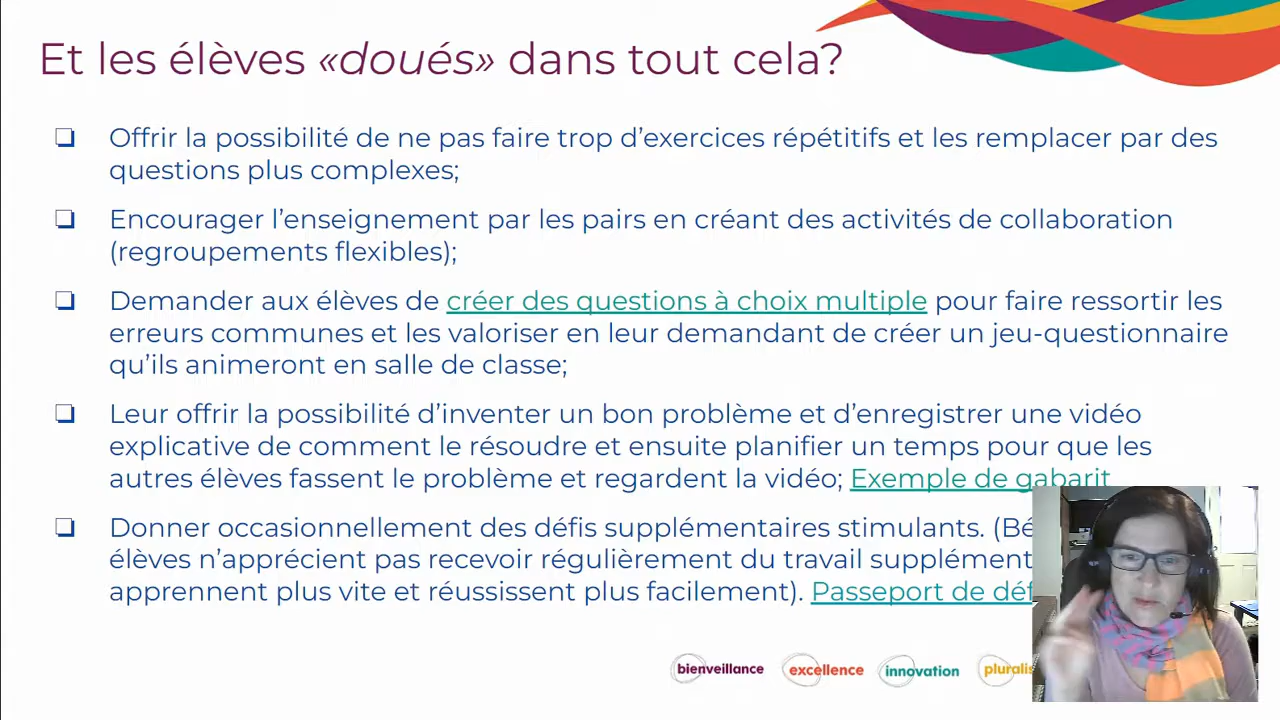 Et les élèves «doués» dans tout cela?
❏ Offrir la possibilité de ne pas faire trop d'exercices répétitifs et les remplacer par des
questions plus complexes;
❏ Encourager l'enseignement par les pairs en créant des activités de collaboration
(regroupements flexibles);
❏ Demander aux élèves de créer des questions à choix multiple pour faire ressortir les
erreurs communes et les valoriser en leur demandant de créer un jeu-questionnaire
qu'ils animeront en salle de classe;
❏ Leur offrir la possibilité d'inventer un bon problème et d'enregistrer une vidéo
explicative de comment le résoudre et ensuite planifier un temps pour que les
autres élèves fassent le problème et regardent la vidéo; Exemple de gabarit
❏ Donner occasionnellement des défis supplémentaires stimulants.
élèves n'apprécient pas recevoir régulièrement du travail
apprennent plus vite et réussissent plus facilement). Passeport de
bienveillance excellence innovation